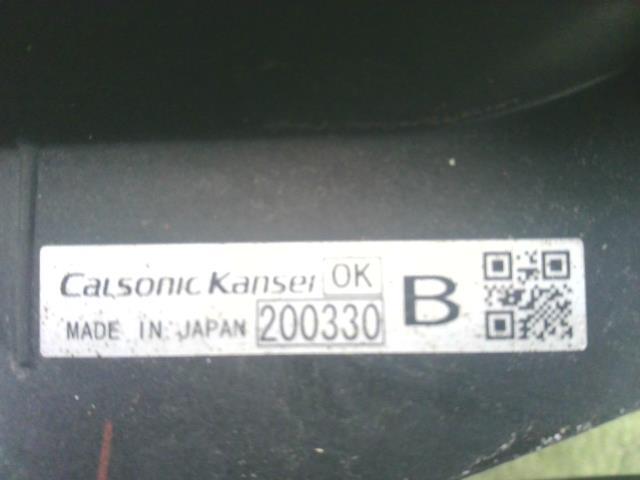 Calsonic Kansei OK B
MADE IN JAPAN 200330